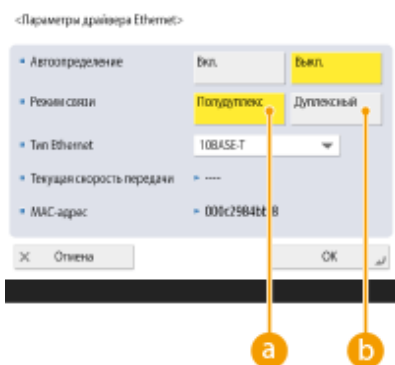 <Параметры драйвера Ethernet>
Автоопределение Вкл. Выкл.
Режим связи Полудуплекс Дуплексный
Тип Ethernet 10BASE-T
Текущая скорость передачи ----
MAC-адрес
× Отмена OK
a b